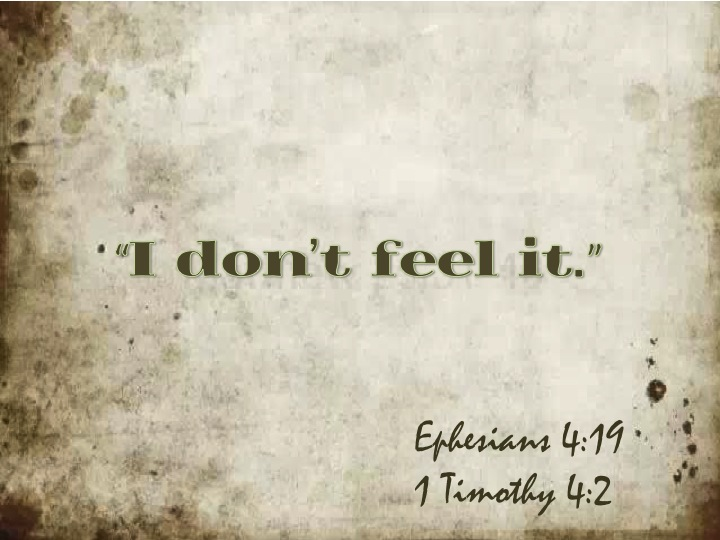 “I don’t feel it.”
Ephesians 4:19
1 Timothy 4:2